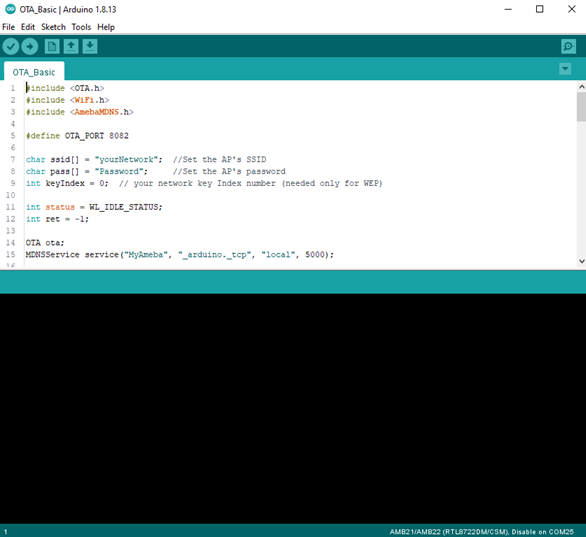 OTA_Basic | Arduino 1.8.13
File Edit Sketch Tools Help
OTA_Basic
1 #include <OTA.h>
2 #include <WiFi.h>
3 #include <AmebaMDNS.h>
4
5 #define OTA_PORT 8082
6
7 char ssid[] = "yourNetwork"; //Set the AP's SSID
8 char pass[] = "Password"; //Set the AP's password
9 int keyIndex = 0; // your network key Index number (needed only for WEP)
10
11 int status = WL_IDLE_STATUS;
12 int ret = -1;
13
14 OTA ota;
15 MDNSService service("MyAmeba", "_arduino._tcp", "local", 5000);
16
1 AMB21/AMB22 (RTL8722DM/CSM), Disable on COM25